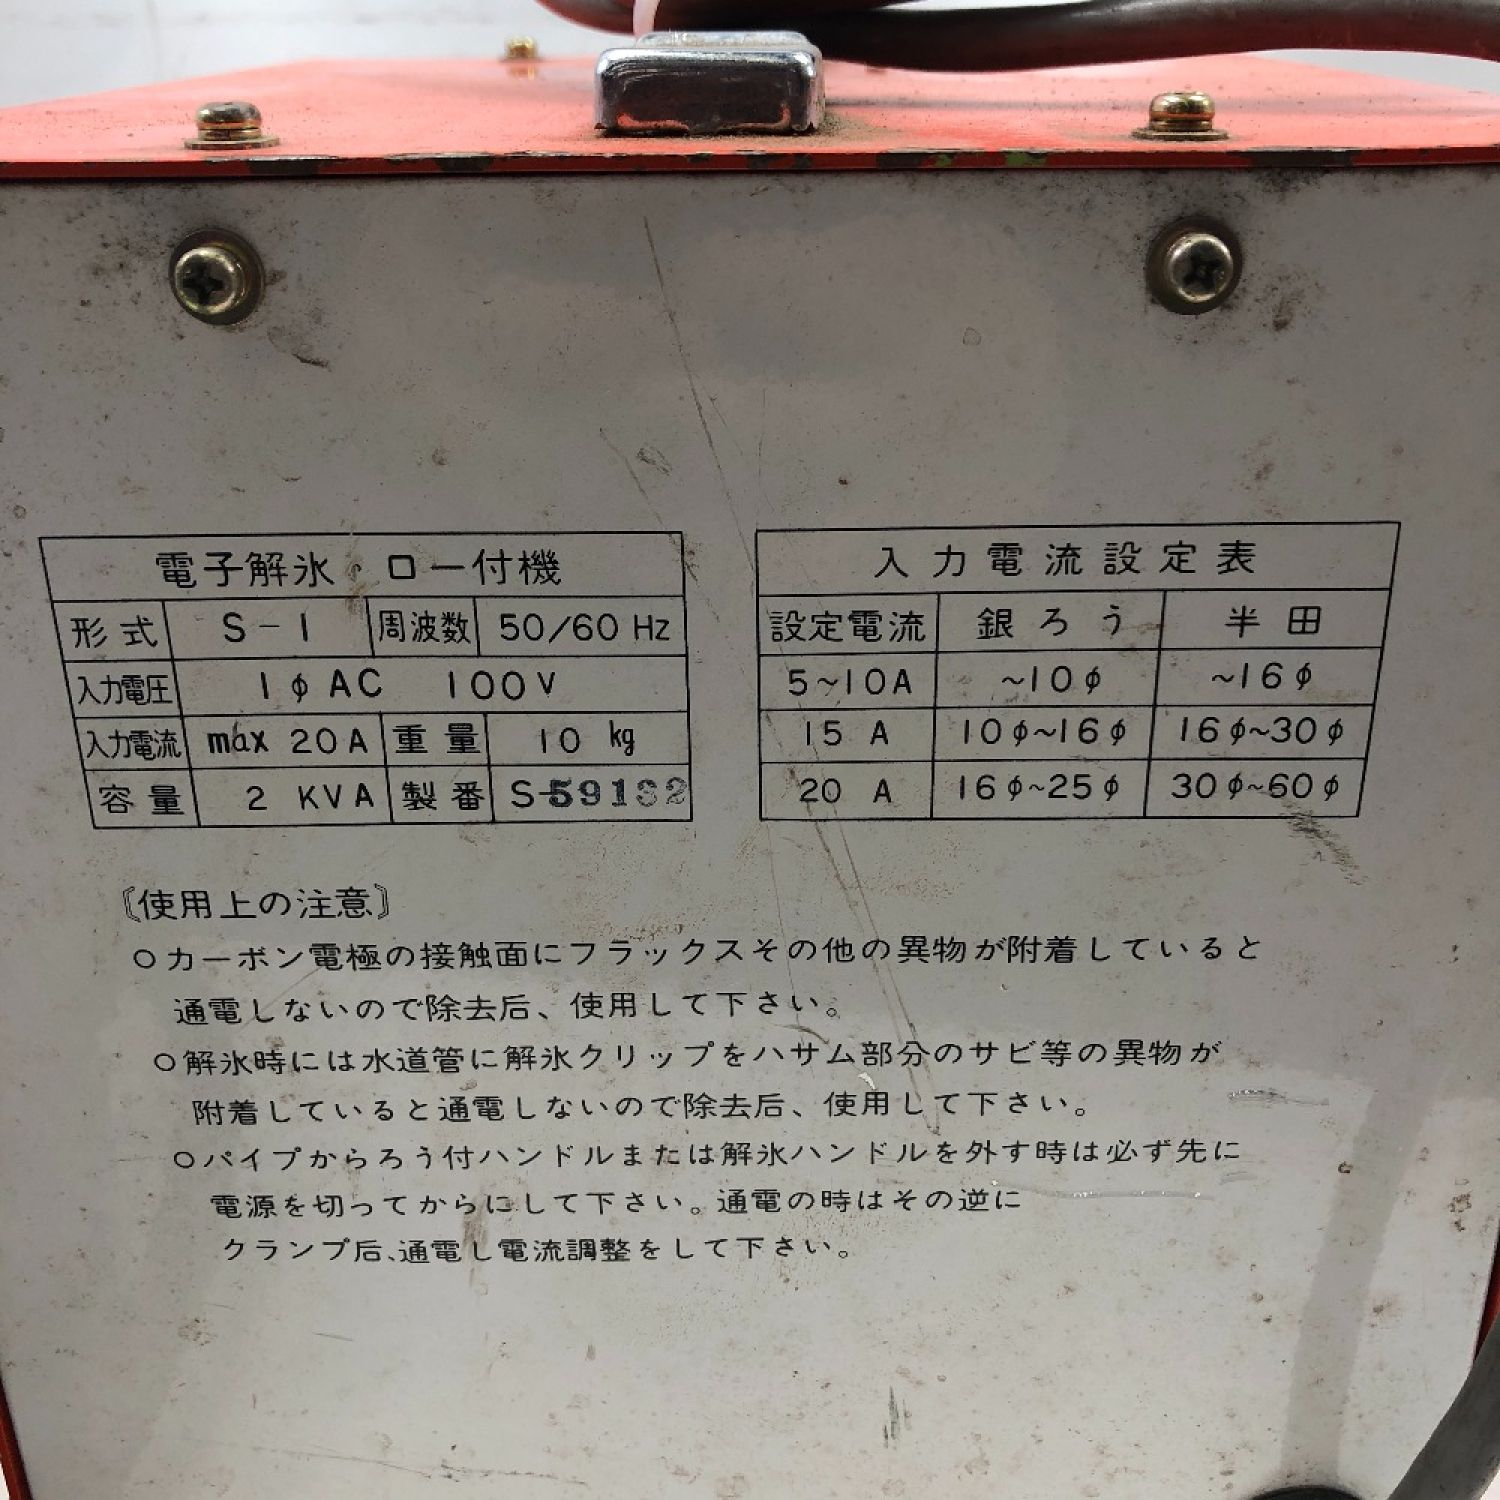 電子解氷・ロー付機
形式 S-1 周波数 50/60 Hz
入力電圧 1φAC 100V
入力電流 max 20A 重量 10 kg
容量 2 KVA 製番 S-59182
入力電流設定表
設定電流 銀ろう 半田
5~10A ~10φ ~16φ
15 A 10φ~16φ 16φ~30φ
20 A 16φ~25φ 30φ~60φ
〘使用上の注意〙
○カーボン電極の接触面にフラックスその他の異物が附着していると
通電しないので除去后、使用して下さい。
○解氷時には水道管に解氷クリップをハサム部分のサビ等の異物が
附着していると通電しないので除去后、使用して下さい。
○パイプからろう付ハンドルまたは解氷ハンドルを外す時は必ず先に
電源を切ってからにして下さい。通電の時はその逆に
クランプ后、通電し電流調整をして下さい。